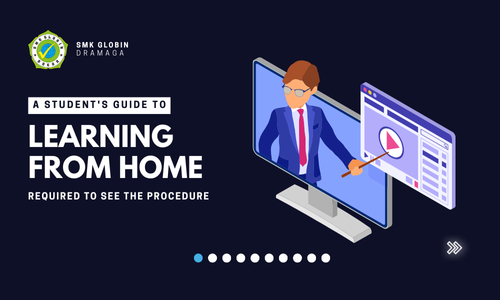 SMK GLOBIN
DRAMAGA
A STUDENT'S GUIDE TO
LEARNING
FROM HOME
REQUIRED TO SEE THE PROCEDURE